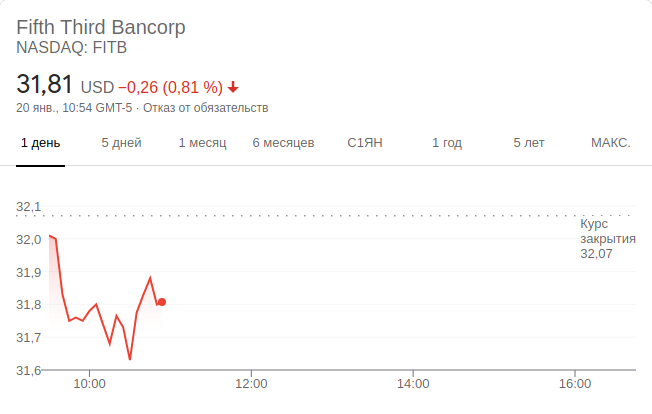 Fifth Third Bancorp
NASDAQ: FITB
31,81 USD −0,26 (0,81 %)
20 янв., 10:54 GMT-5 · Отказ от обязательств
1 день 5 дней 1 месяц 6 месяцев С1ЯН 1 год 5 лет МАКС.
32,1
Курс
закрытия
32,07
32,0
31,9
31,8
31,7
31,6
10:00 12:00 14:00 16:00